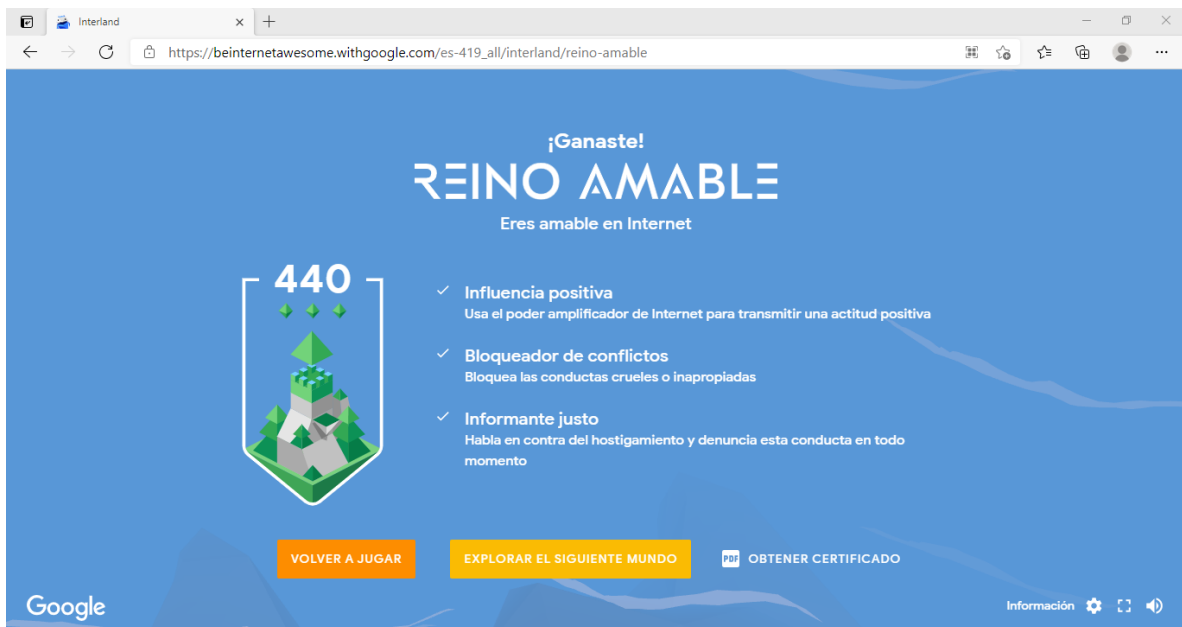 Interland
https://beinternetawesome.withgoogle.com/es-419_all/interland/reino-amable
¡Ganaste!
REINO AMABLE
Eres amable en Internet
440
Influencia positiva
Usa el poder amplificador de Internet para transmitir una actitud positiva
Bloqueador de conflictos
Bloquea las conductas crueles o inapropiadas
Informante justo
Habla en contra del hostigamiento y denuncia esta conducta en todo
momento
VOLVER A JUGAR
EXPLORAR EL SIGUIENTE MUNDO
PDF OBTENER CERTIFICADO
Google
Información